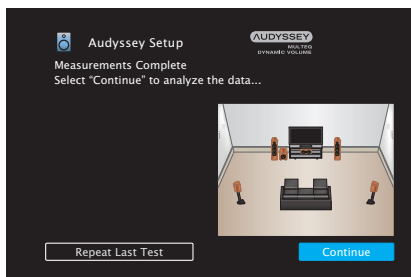 Audyssey Setup
AUDYSSEY
MULTEQ
DYNAMIC VOLUME
Measurements Complete
Select “Continue” to analyze the data...
Repeat Last Test
Continue